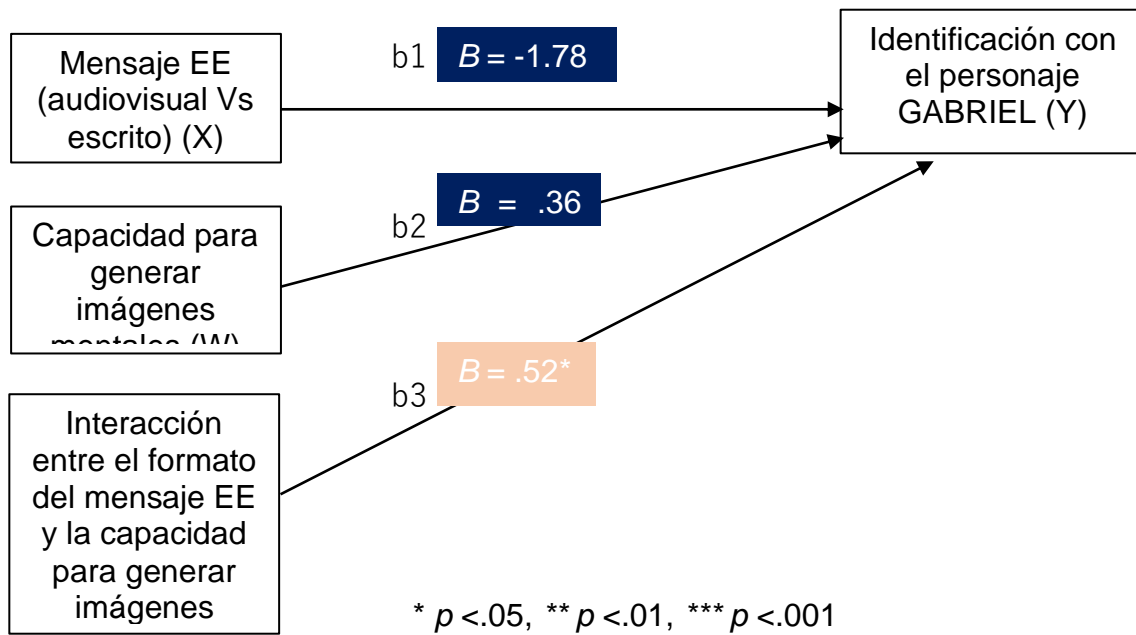 Mensaje EE
(audiovisual Vs
escrito) (X)
b1
B = -1.78
Identificación con
el personaje
GABRIEL (Y)
Capacidad para
generar
imágenes
mentales (W)
b2
B = .36
Interacción
entre el formato
del mensaje EE
y la capacidad
para generar
imágenes
b3
B = .52*
* p <.05, ** p <.01, *** p <.001